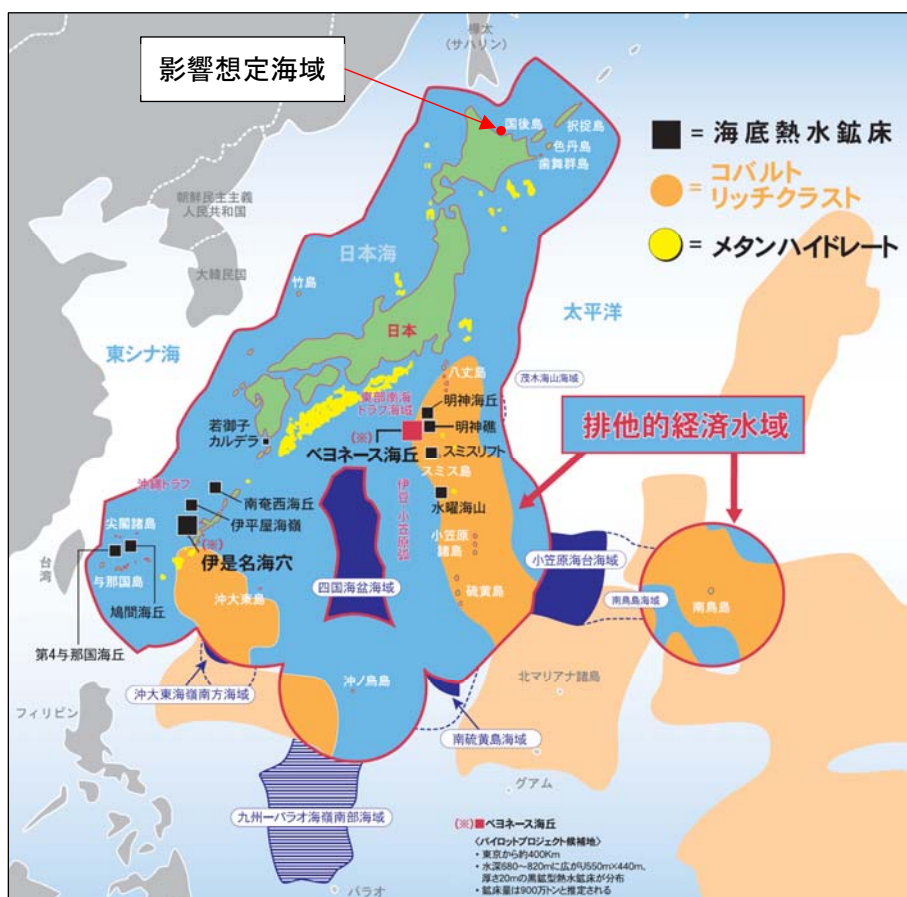 影響想定海域
樺太
(サハリン)
国後島
択捉島
色丹島
歯舞群島
■ = 海底熱水鉱床
= コバルト
リッチクラスト
= メタンハイドレート
朝鮮民主主義
人民共和国
大韓民国
日本海
竹島
日本
太平洋
東シナ海
八丈島
茂木海山海域
東部南海
トラフ海域
明神海丘
明神礁
若御子
カルデラ
(※)
ベヨネース海丘
スミスリフト
スミス島
排他的経済水域
沖縄トラフ
南奄西海丘
伊平屋海嶺
水曜海山
伊豆・小笠原弧
尖閣諸島
(※)
伊是名海穴
小笠原
諸島
小笠原海台海域
台湾
与那国島
四国海盆海域
沖大東島
硫黄島
南鳥島海域
南鳥島
鳩間海丘
第4与那国海丘
沖ノ鳥島
北マリアナ諸島
沖大東海嶺南方海域
フィリピン
南硫黄島海域
グアム
九州ーパラオ海嶺南部海域
(※)■ベヨネース海丘
〈パイロットプロジェクト候補地〉
・東京から約400Km
・水深680〜820mに広がり550m×440m、
厚さ20mの黒鉱型熱水鉱床が分布
・鉱床量は900万トンと推定される
パラオ